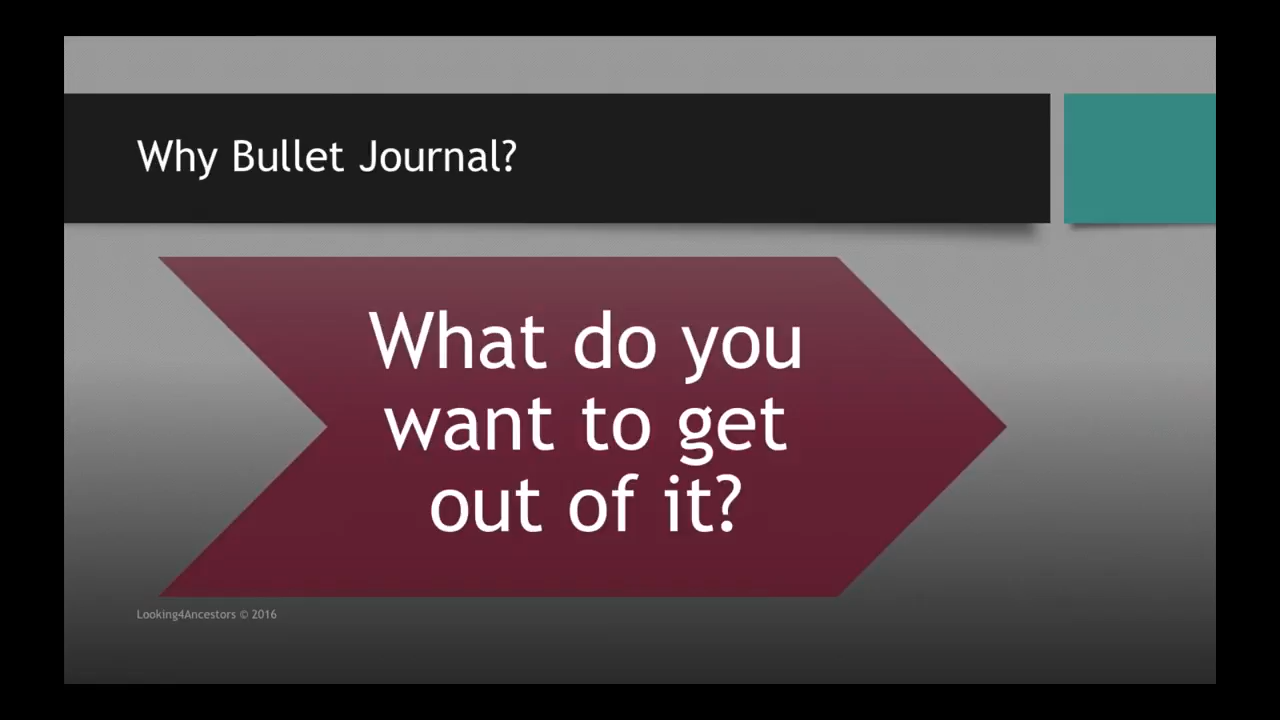 Why Bullet Journal?
What do you
want to get
out of it?
Looking4Ancestors © 2016